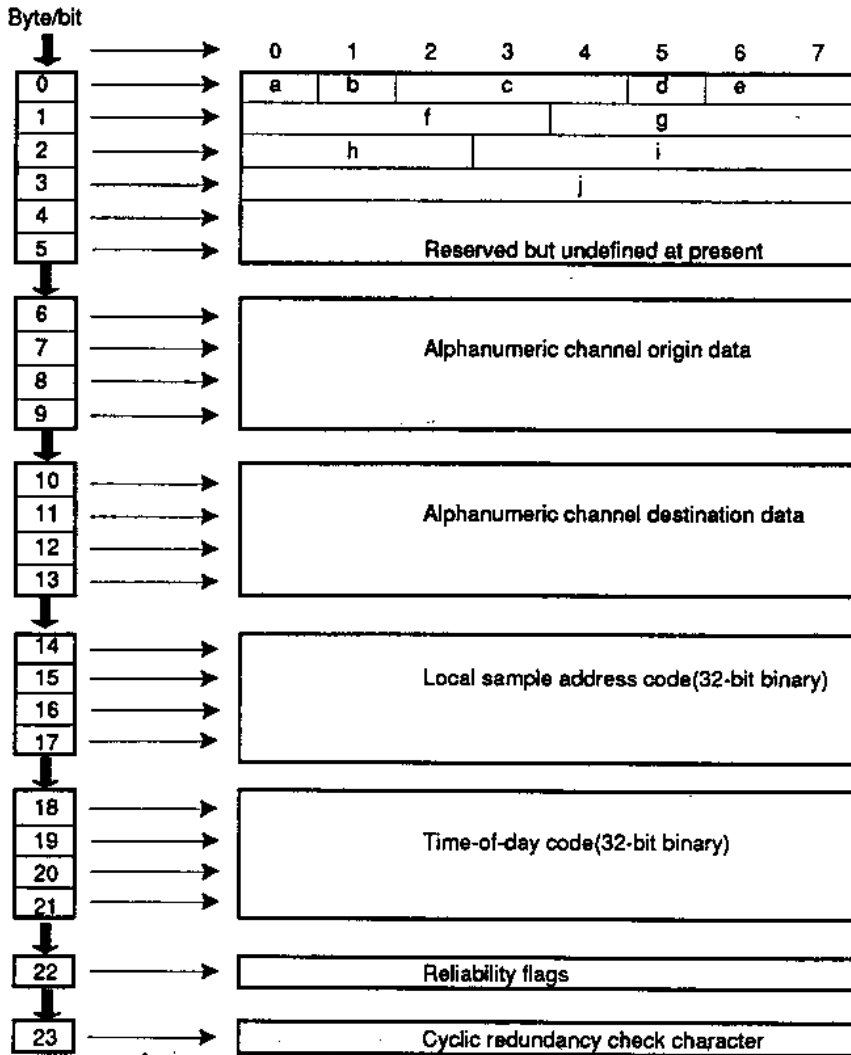 Byte/bit
0 1 2 3 4 5 6 7
0 a b c d e
1 f g
2 h i
3 j
4
5 Reserved but undefined at present
6
7 Alphanumeric channel origin data
8
9
10
11 Alphanumeric channel destination data
12
13
14
15 Local sample address code(32-bit binary)
16
17
18
19 Time-of-day code(32-bit binary)
20
21
22 Reliability flags
23 Cyclic redundancy check character